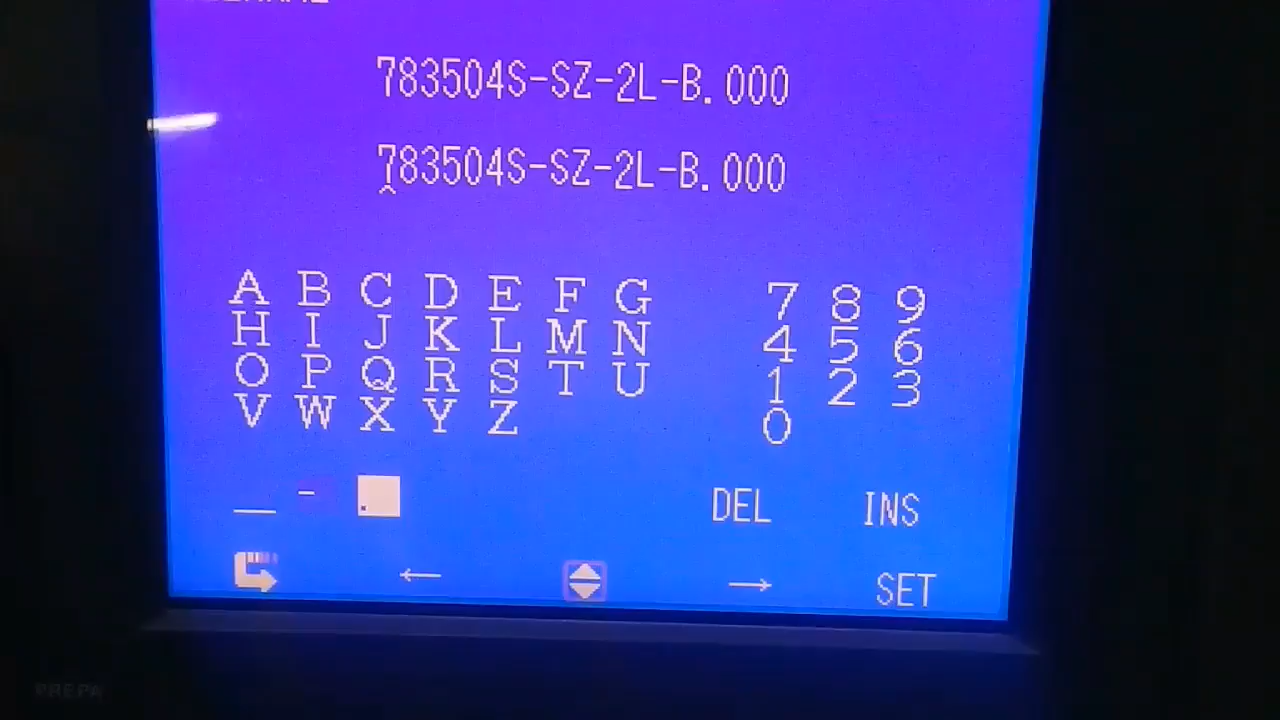 783504S-SZ-2L-B.000
783504S-SZ-2L-B.000
A B C D E F G 7 8 9
H I J K L M N 4 5 6
O P Q R S T U 1 2 3
V W X Y Z 0
_ - . DEL INS
← → SET
PREPA